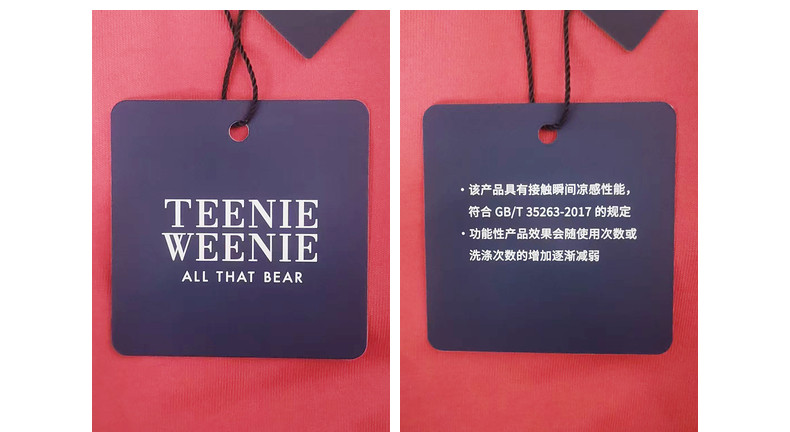 TEENIE
WEENIE
ALL THAT BEAR
·该产品具有接触瞬间凉感性能，
符合 GB/T 35263-2017 的规定
·功能性产品效果会随使用次数或
洗涤次数的增加逐渐减弱